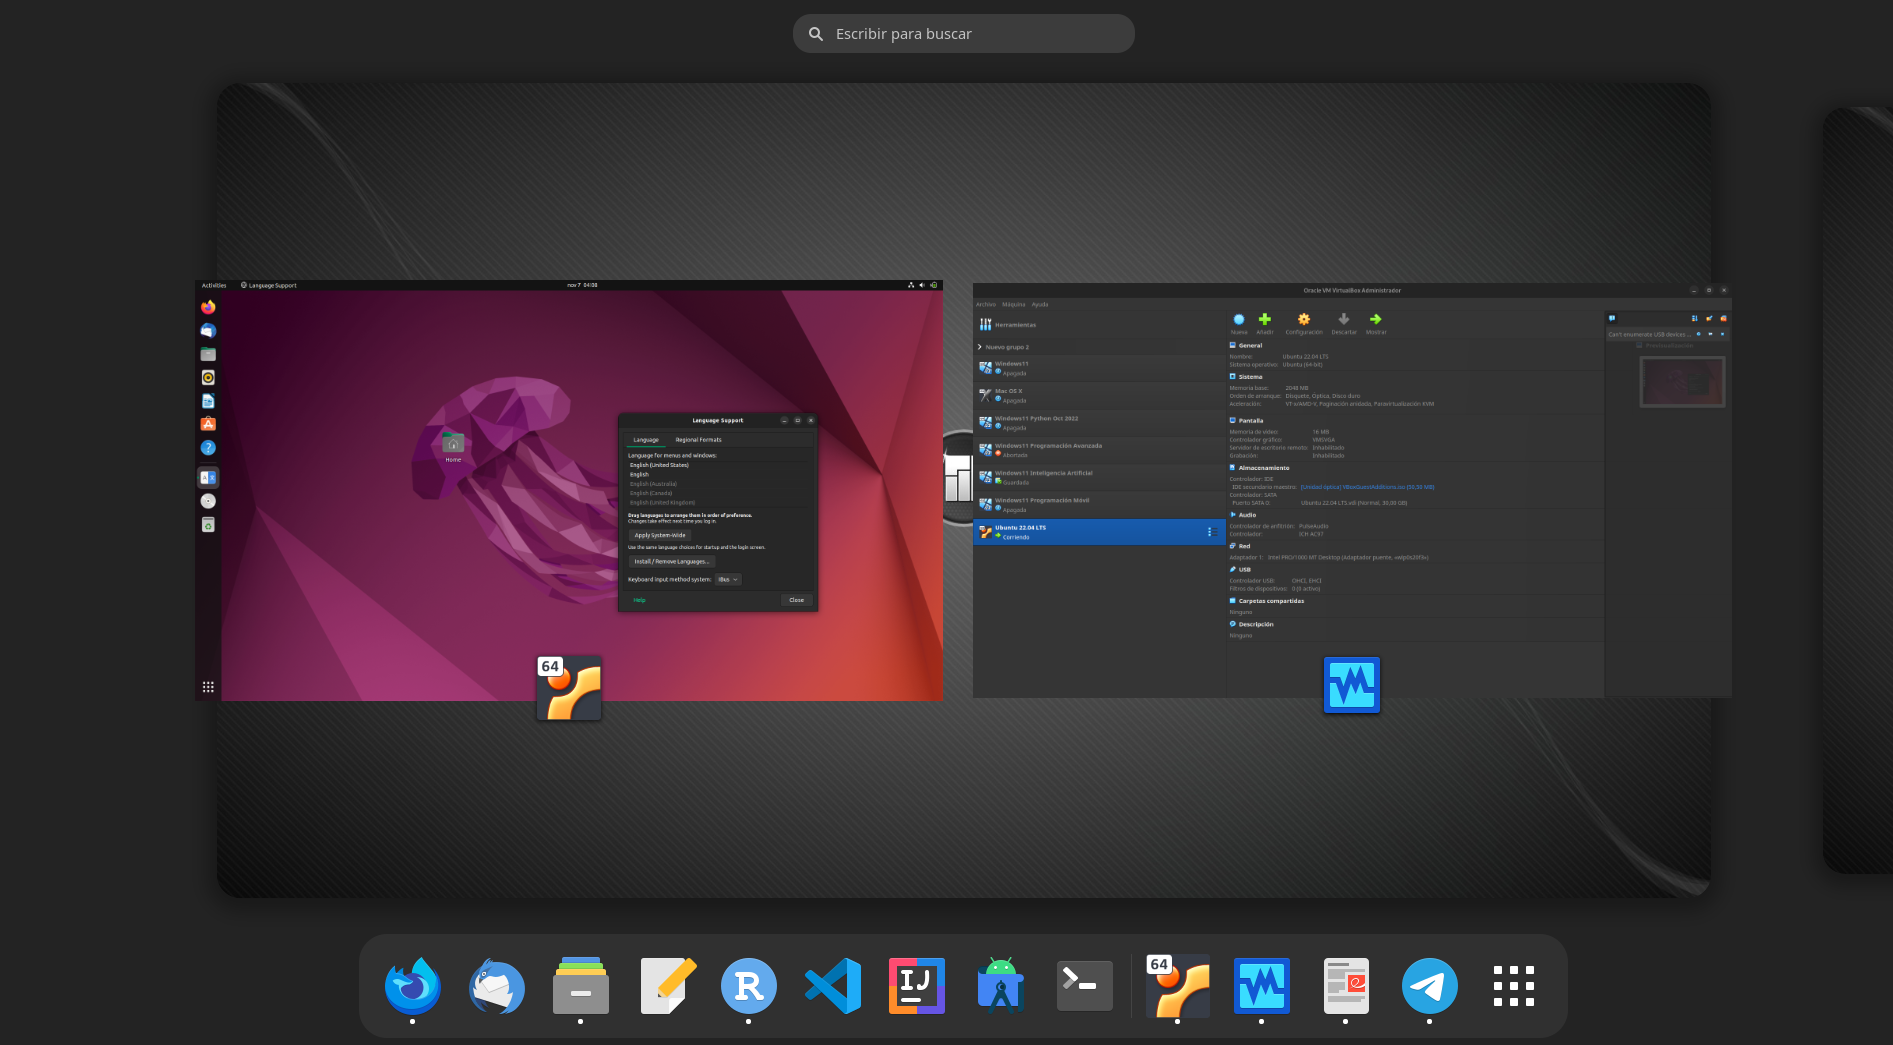 Escribir para buscar
Activities
Language Support
nov 7 04:08
Home
Language Support
Language
Regional Formats
Language for menus and windows:
English (United States)
English
English (Australia)
English (Canada)
English (United Kingdom)
Drag languages to arrange them in order of preference.
Changes take effect next time you log in.
Apply System-Wide
Use the same language choices for startup and the login screen.
Install / Remove Languages...
Keyboard input method system: IBus
Help
Close
64
Oracle VM VirtualBox Administrador
Archivo Máquina Ayuda
Herramientas
Nuevo grupo 2
Windows11
Apagada
Mac OS X
Apagada
Windows11 Python Oct 2022
Apagada
Windows11 Programación Avanzada
Abortada
Windows11 Inteligencia Artificial
Guardada
Windows11 Programación Móvil
Apagada
Ubuntu 22.04 LTS
Corriendo
Nueva Añadir Configuración Descartar Mostrar
General
Nombre: Ubuntu 22.04 LTS
Sistema operativo: Ubuntu (64-bit)
Sistema
Memoria base: 2048 MB
Orden de arranque: Disquete, Óptica, Disco duro
Aceleración: VT-x/AMD-V, Paginación anidada, Paravirtualización KVM
Pantalla
Memoria de vídeo: 16 MB
Controlador gráfico: VMSVGA
Servidor de escritorio remoto: Inhabilitado
Grabación: Inhabilitado
Almacenamiento
Controlador: IDE
IDE secundario maestro: [Unidad óptica] VBoxGuestAdditions.iso (50,50 MB)
Controlador: SATA
Puerto SATA 0: Ubuntu 22.04 LTS.vdi (Normal, 30,00 GB)
Audio
Controlador de anfitrión: PulseAudio
Controlador: ICH AC97
Red
Adaptador 1: Intel PRO/1000 MT Desktop (Adaptador puente,
USB
Controlador USB: OHCI, EHCI
Filtros de dispositivos: 0 (0 activo)
Carpetas compartidas
Ninguno
Descripción
Ninguno
Can't enumerate USB devices ...
Previsualización
R
IJ
64